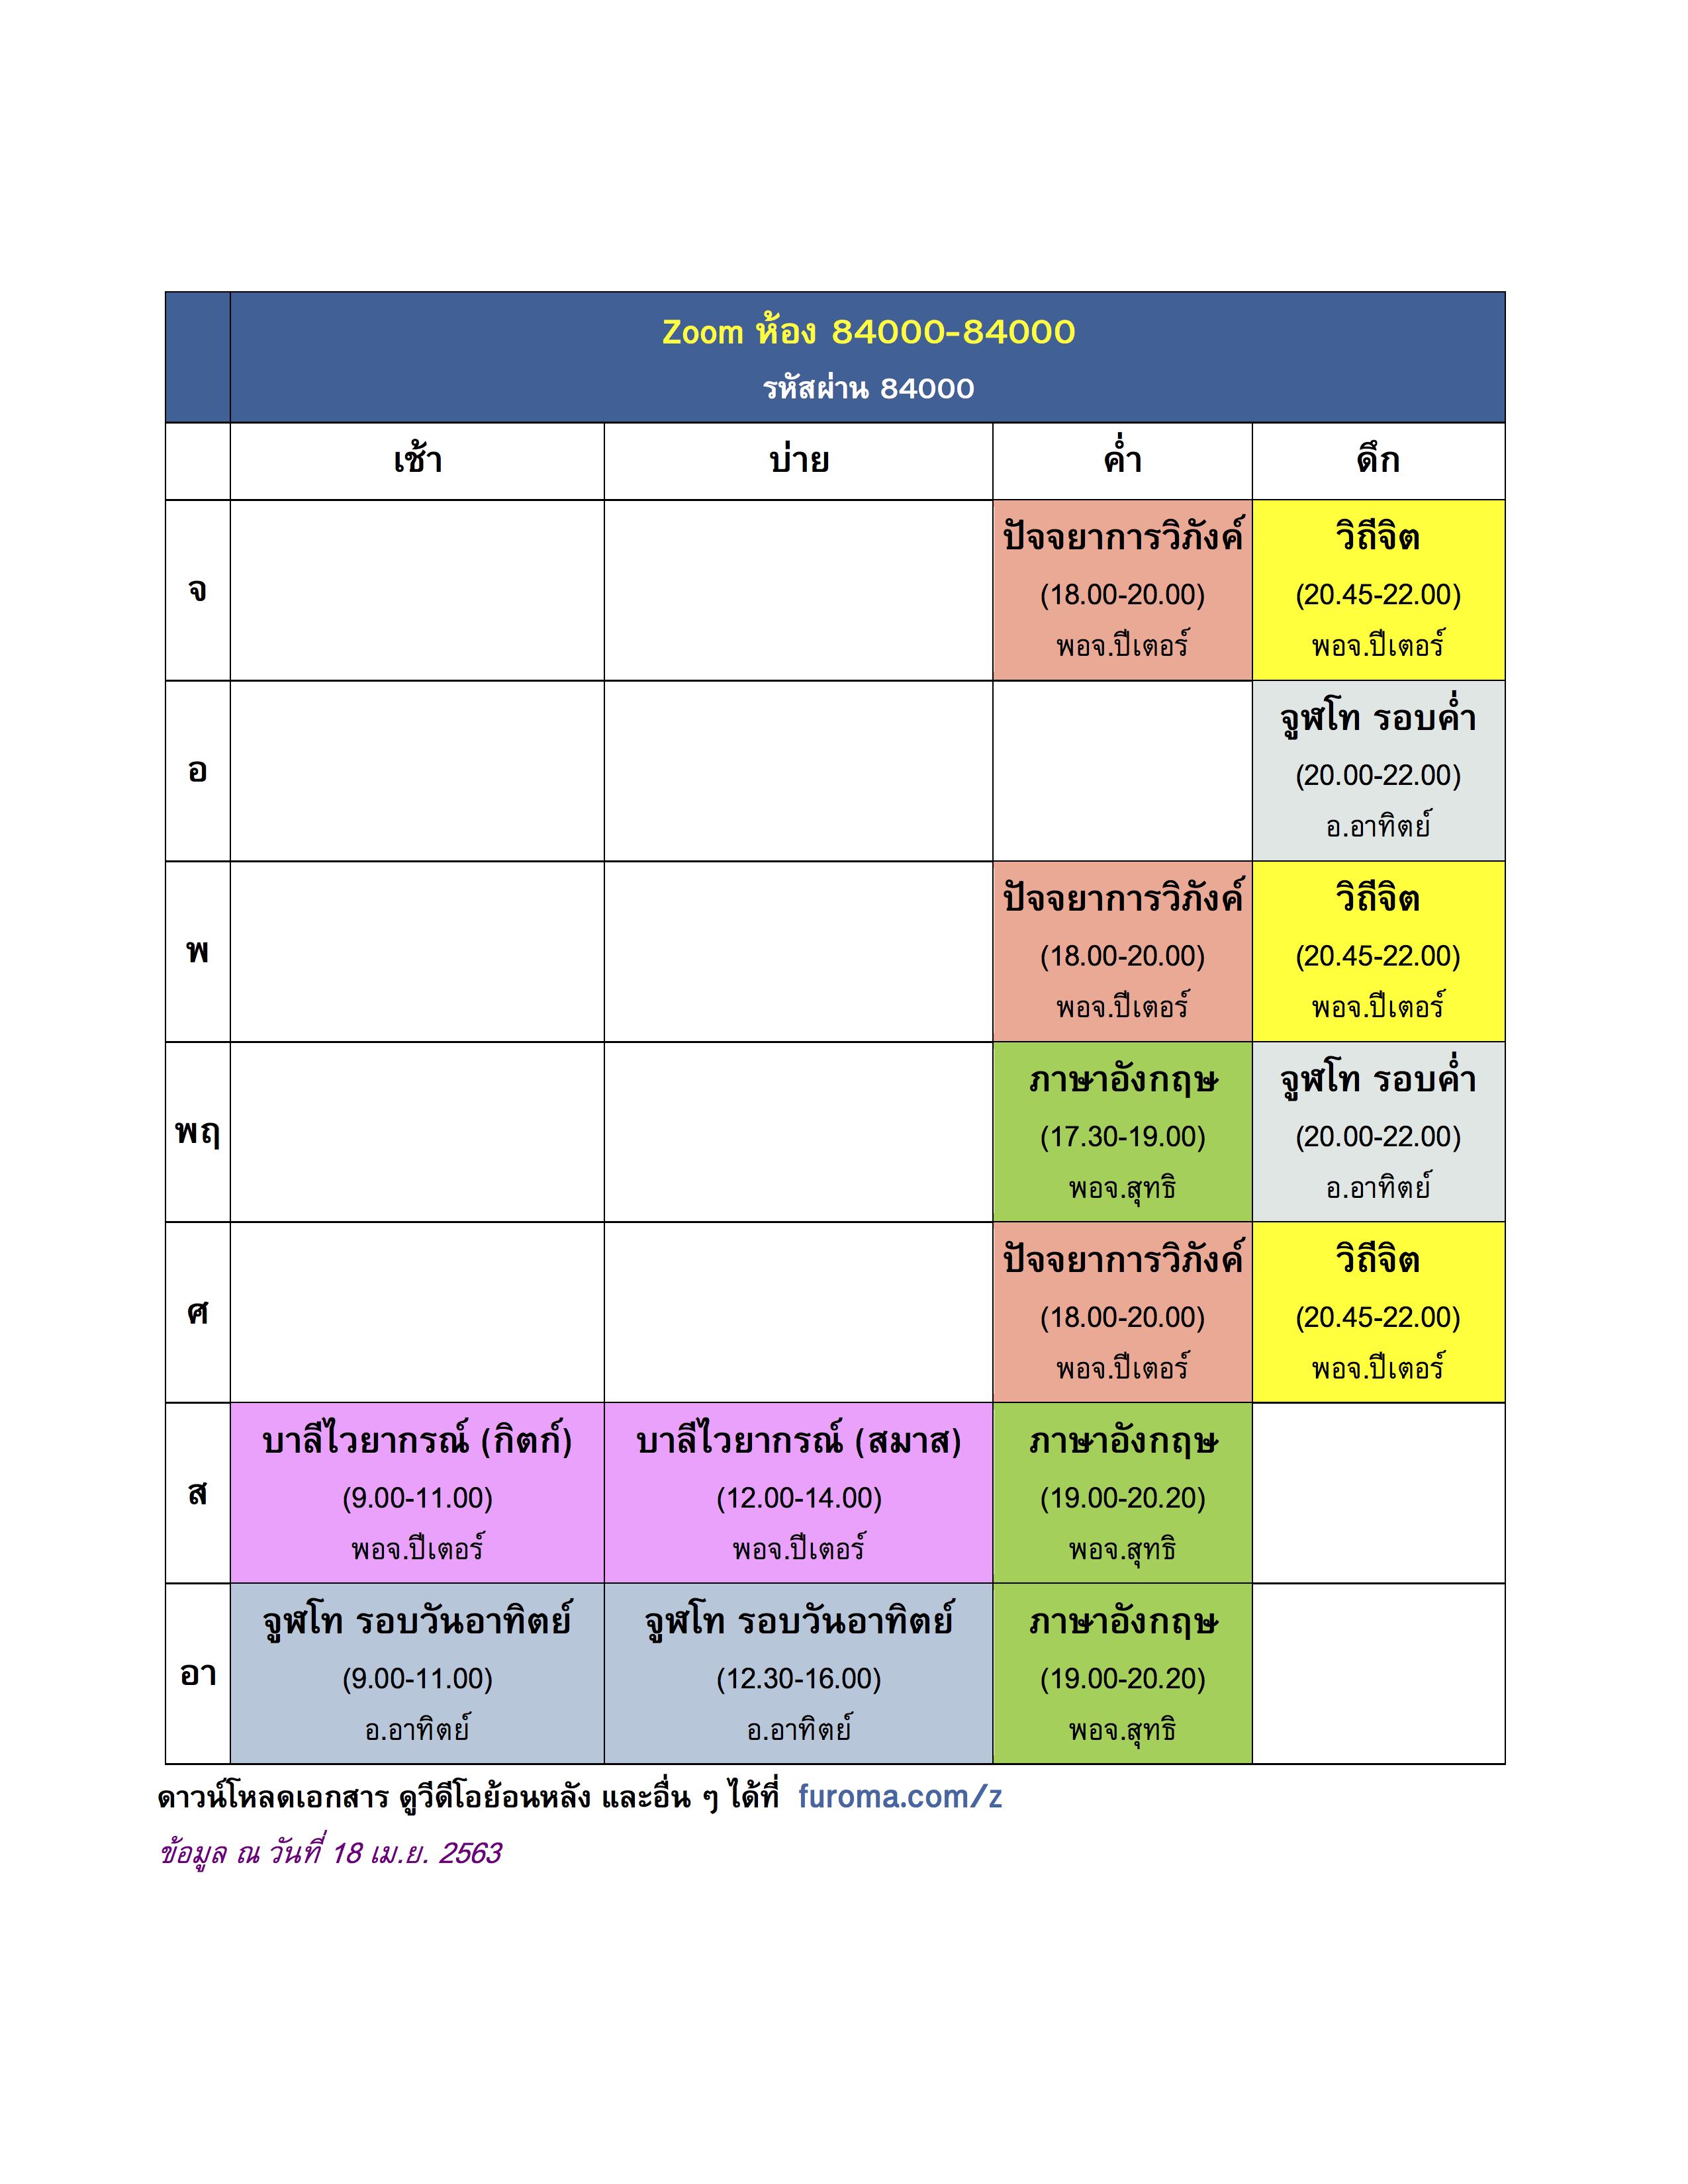 Zoom ห้อง 84000-84000
รหัสผ่าน 84000
เช้า บ่าย ค่ำ ดึก
จ
ปัจจยาการวิภังค์
(18.00-20.00)
พอจ.ปีเตอร์
วิถีจิต
(20.45-22.00)
พอจ.ปีเตอร์
อ
จูฬโท รอบค่ำ
(20.00-22.00)
อ.อาทิตย์
พ
ปัจจยาการวิภังค์
(18.00-20.00)
พอจ.ปีเตอร์
วิถีจิต
(20.45-22.00)
พอจ.ปีเตอร์
พฤ
ภาษาอังกฤษ
(17.30-19.00)
พอจ.สุทธิ
จูฬโท รอบค่ำ
(20.00-22.00)
อ.อาทิตย์
ศ
ปัจจยาการวิภังค์
(18.00-20.00)
พอจ.ปีเตอร์
วิถีจิต
(20.45-22.00)
พอจ.ปีเตอร์
ส
บาลีไวยากรณ์ (กิตก์)
(9.00-11.00)
พอจ.ปีเตอร์
บาลีไวยากรณ์ (สมาส)
(12.00-14.00)
พอจ.ปีเตอร์
ภาษาอังกฤษ
(19.00-20.20)
พอจ.สุทธิ
อา
จูฬโท รอบวันอาทิตย์
(9.00-11.00)
อ.อาทิตย์
จูฬโท รอบวันอาทิตย์
(12.30-16.00)
อ.อาทิตย์
ภาษาอังกฤษ
(19.00-20.20)
พอจ.สุทธิ
ดาวน์โหลดเอกสาร ดูวีดีโอย้อนหลัง และอื่น ๆ ได้ที่ furoma.com/z
ข้อมูล ณ วันที่ 18 เม.ย. 2563